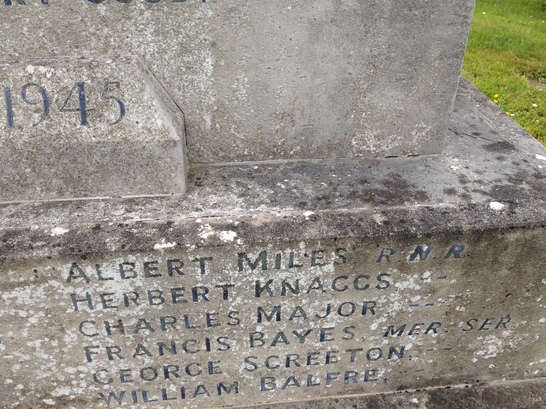 1945
ALBERT MILES R.N.R.
HERBERT KNAGGS -- --
CHARLES MAJOR -- --
FRANCIS BAYES MER. SER
GEORGE SCREETON. -- --
WILLIAM BALFRE. -- --